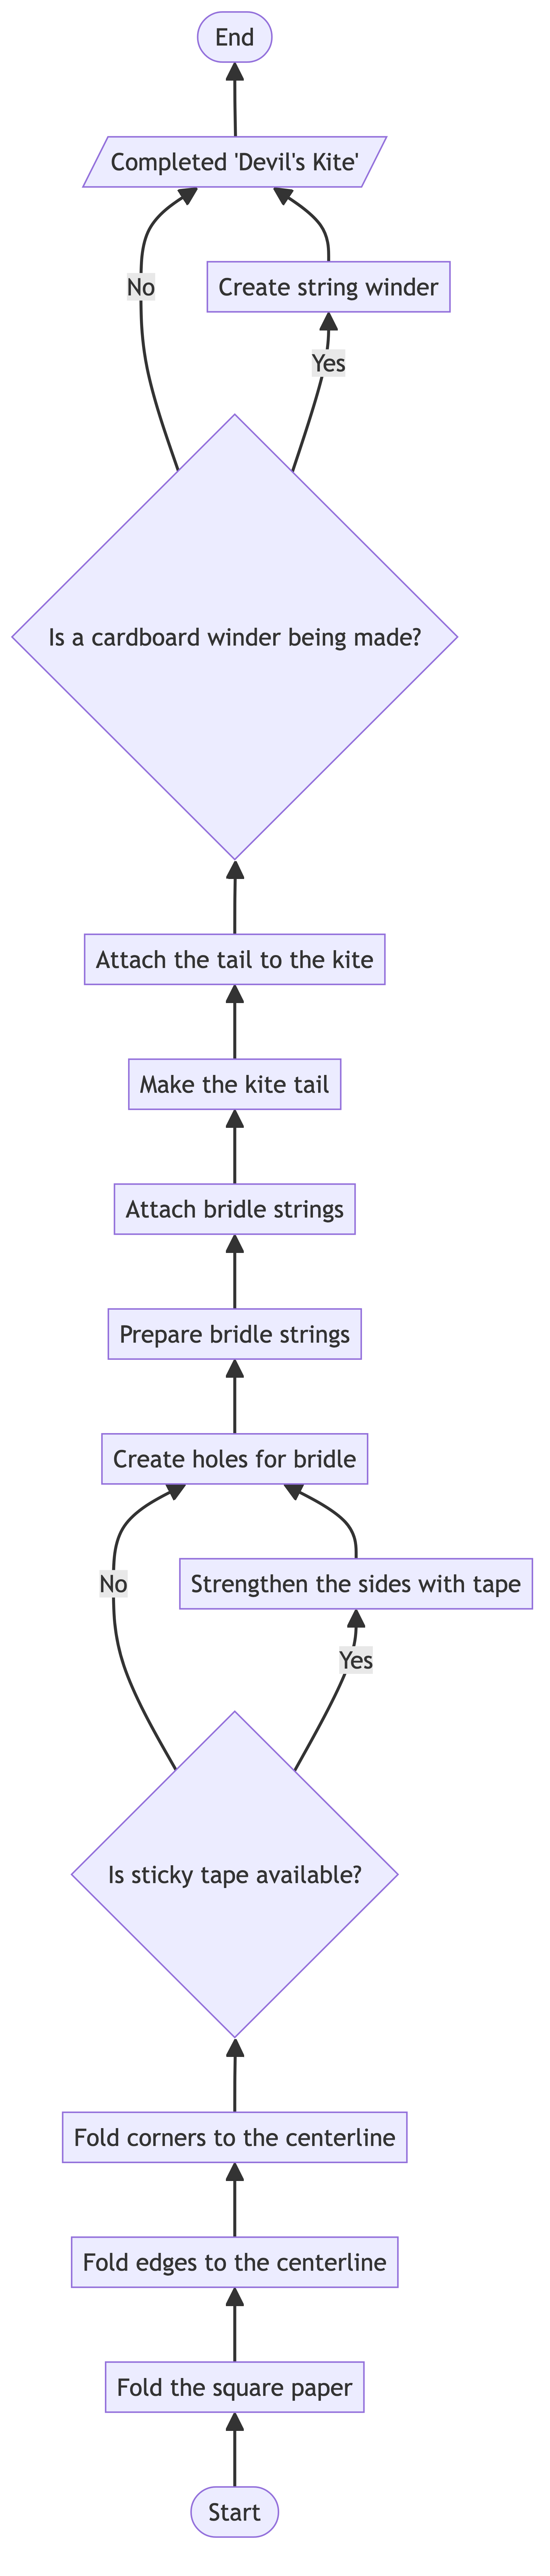 End
Completed 'Devil's Kite'
No
Create string winder
Yes
Is a cardboard winder being made?
Attach the tail to the kite
Make the kite tail
Attach bridle strings
Prepare bridle strings
Create holes for bridle
No
Strengthen the sides with tape
Yes
Is sticky tape available?
Fold corners to the centerline
Fold edges to the centerline
Fold the square paper
Start